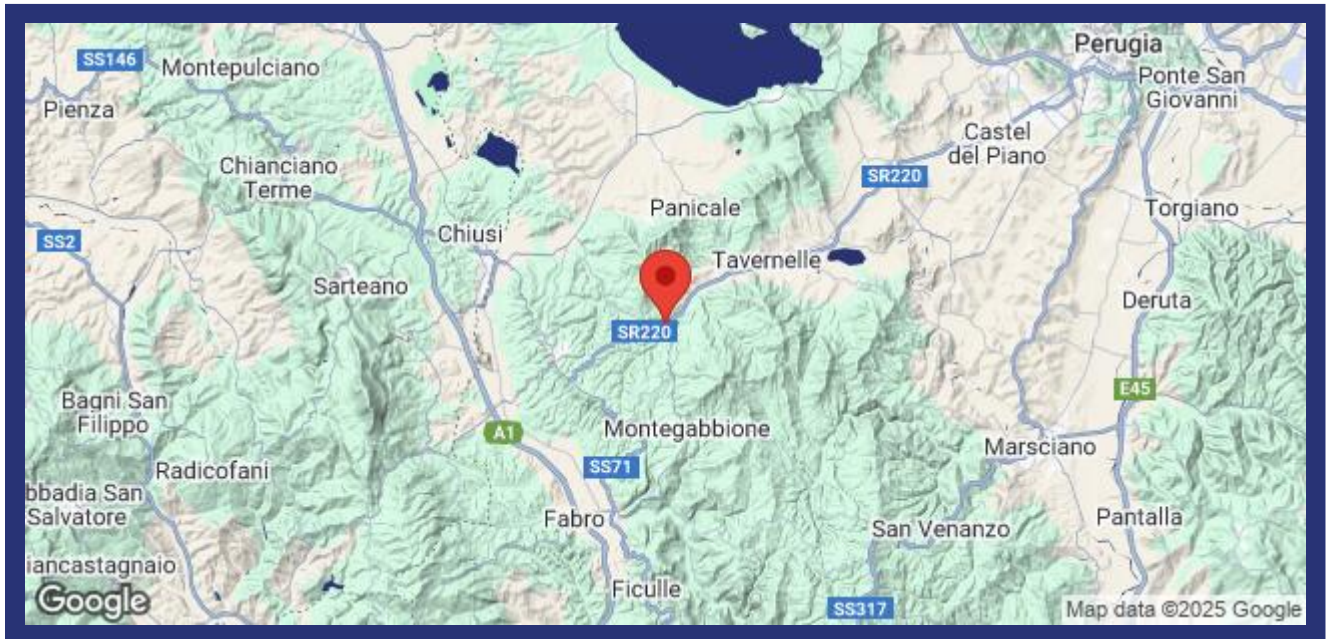 Perugia
SS146
Montepulciano
Ponte San
Giovanni
Pienza
Castel
del Piano
Chianciano
Terme
SR220
Panicale
Torgiano
SS2
Chiusi
Tavernelle
Sarteano
Deruta
SR220
E45
Bagni San
Filippo
Montegabbione
A1
Marsciano
SS71
Radicofani
bbadia San
Salvatore
Fabro
San Venanzo
Pantalla
iancastagnaio
Ficulle
Google
SS317
Map data ©2025 Google